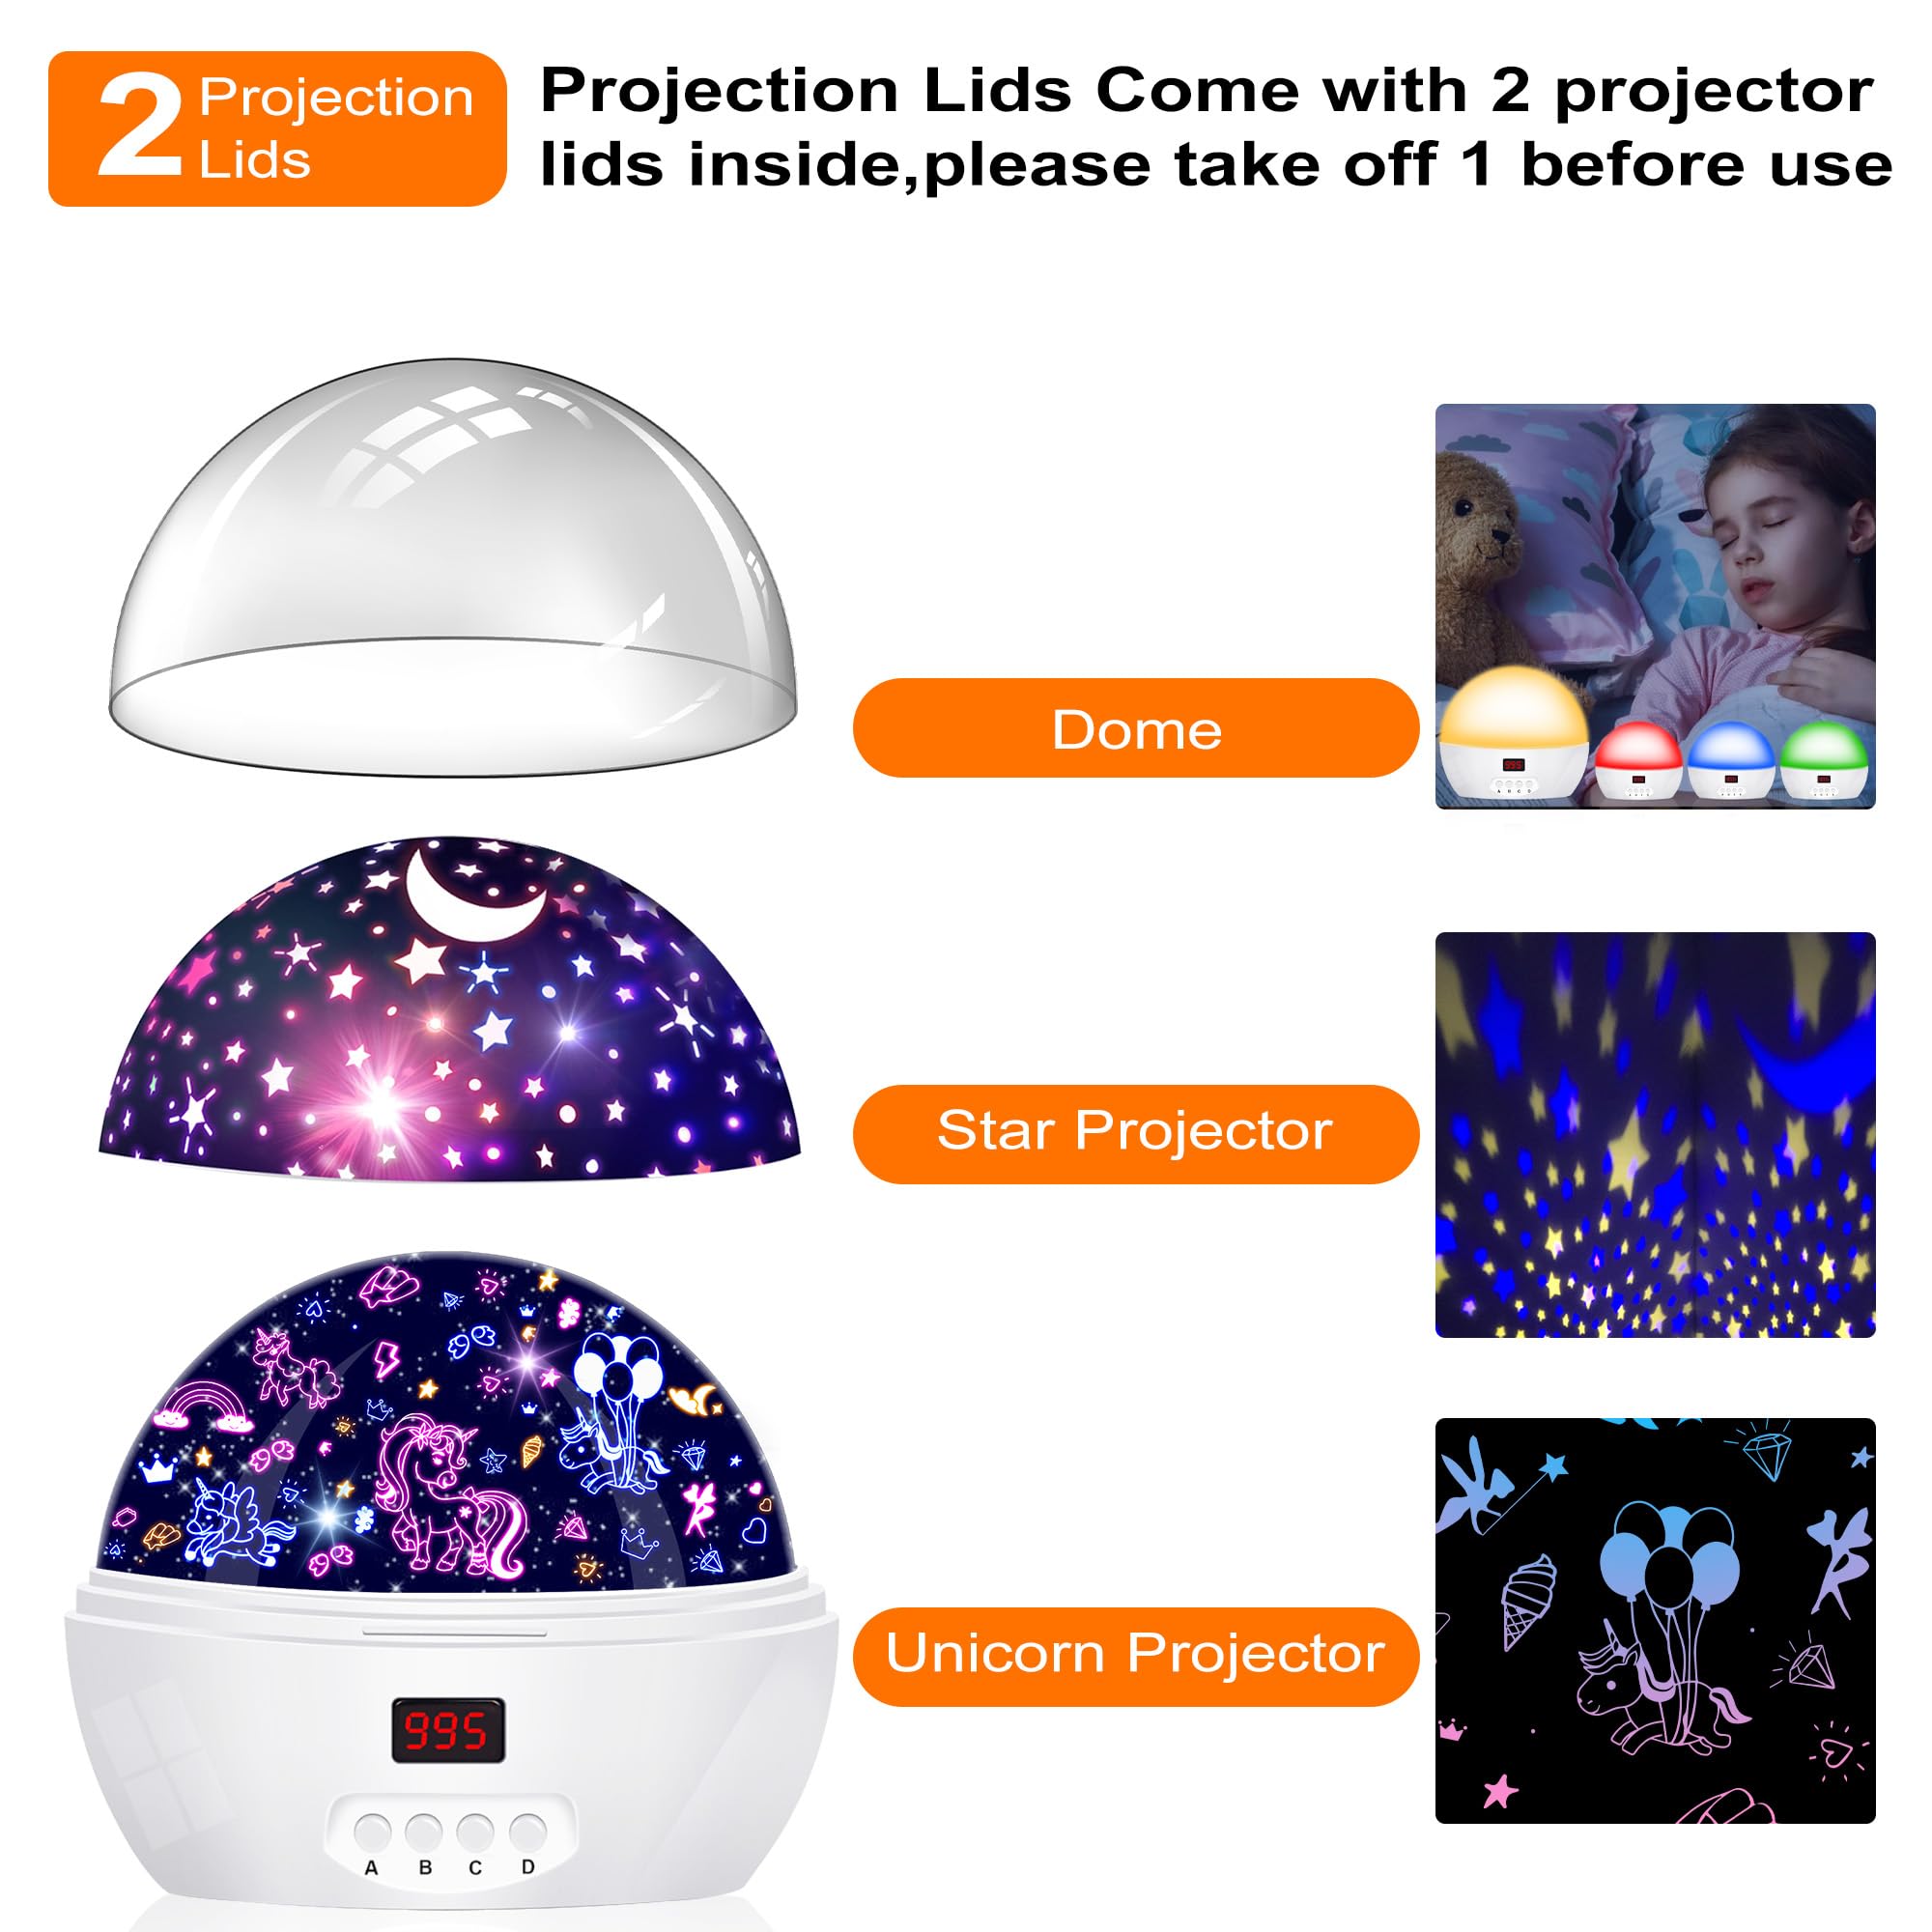 2 Projection
Lids
Projection Lids Come with 2 projector
lids inside,please take off 1 before use
Dome
Star Projector
Unicorn Projector
995
A B C D
995
A B C D